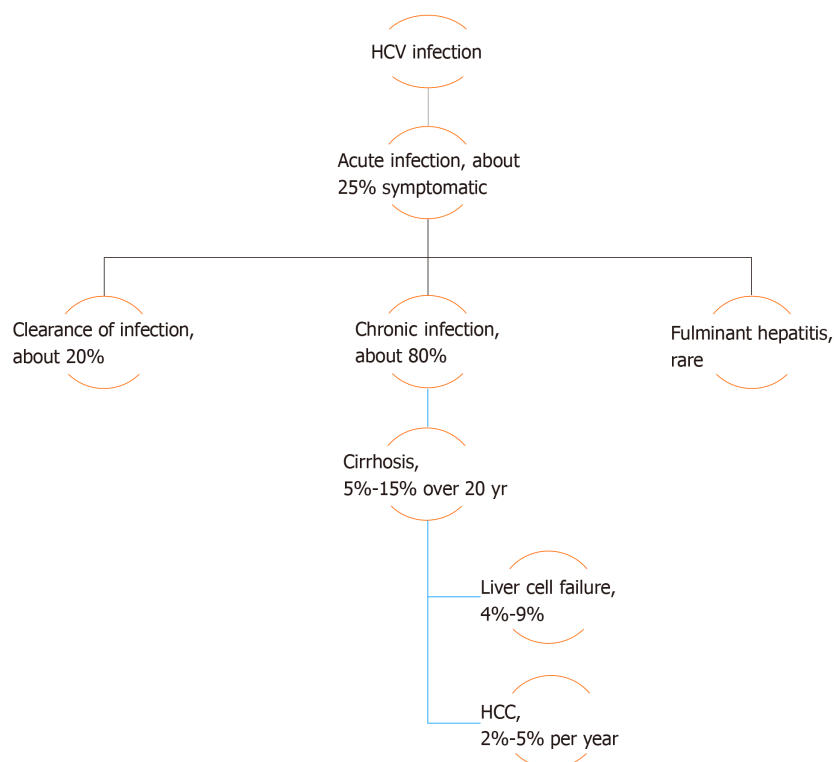 HCV infection
Acute infection, about
25% symptomatic
Clearance of infection,
about 20%
Chronic infection,
about 80%
Fulminant hepatitis,
rare
Cirrhosis,
5%-15% over 20 yr
Liver cell failure,
4%-9%
HCC,
2%-5% per year